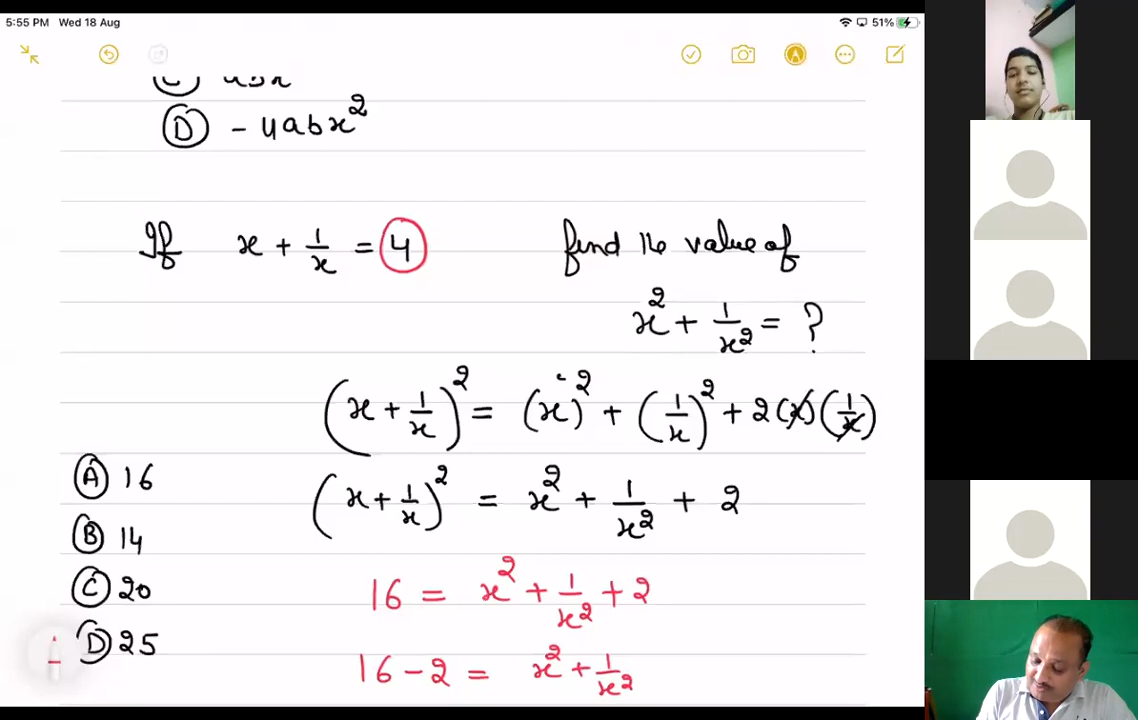 5:55 PM Wed 18 Aug 51%
(D) - 4abx²
If x + 1/x = 4 find the value of
x² + 1/x² = ?
(x + 1/x)² = (x)² + (1/x)² + 2(x)(1/x)
(A) 16 (x + 1/x)² = x² + 1/x² + 2
(B) 14
(C) 20 16 = x² + 1/x² + 2
(D) 25
16 - 2 = x² + 1/x²